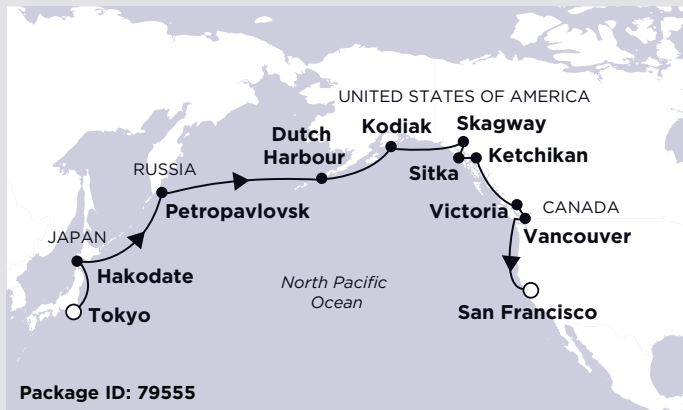 UNITED STATES OF AMERICA
Dutch
Harbour
Kodiak
Skagway
Sitka
Ketchikan
RUSSIA
Petropavlovsk
Victoria
CANADA
Vancouver
JAPAN
Hakodate
Tokyo
North Pacific
Ocean
San Francisco
Package ID: 79555